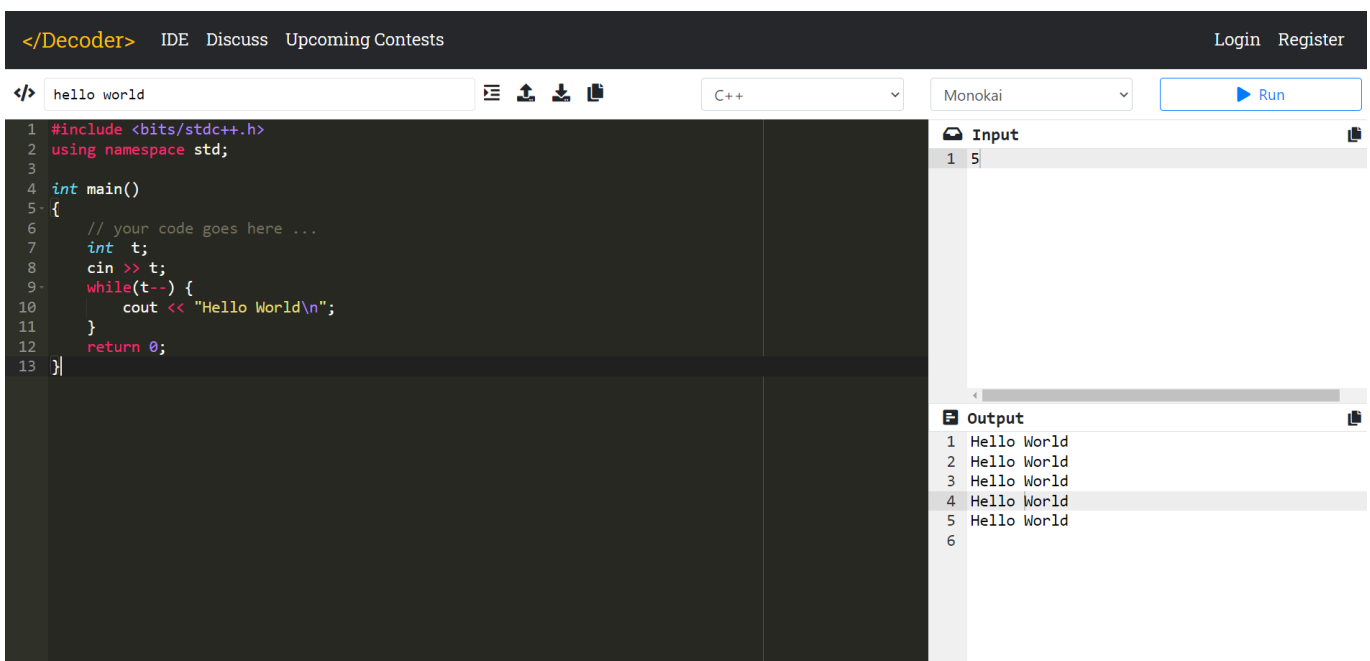 </Decoder> IDE Discuss Upcoming Contests Login Register
</> hello world C++ Monokai Run
1 #include <bits/stdc++.h>
2 using namespace std;
3
4 int main()
5 {
6     // your code goes here ...
7     int  t;
8     cin >> t;
9     while(t--) {
10         cout << "Hello World\n";
11     }
12     return 0;
13 }
Input
1 5
Output
1 Hello World
2 Hello World
3 Hello World
4 Hello World
5 Hello World
6